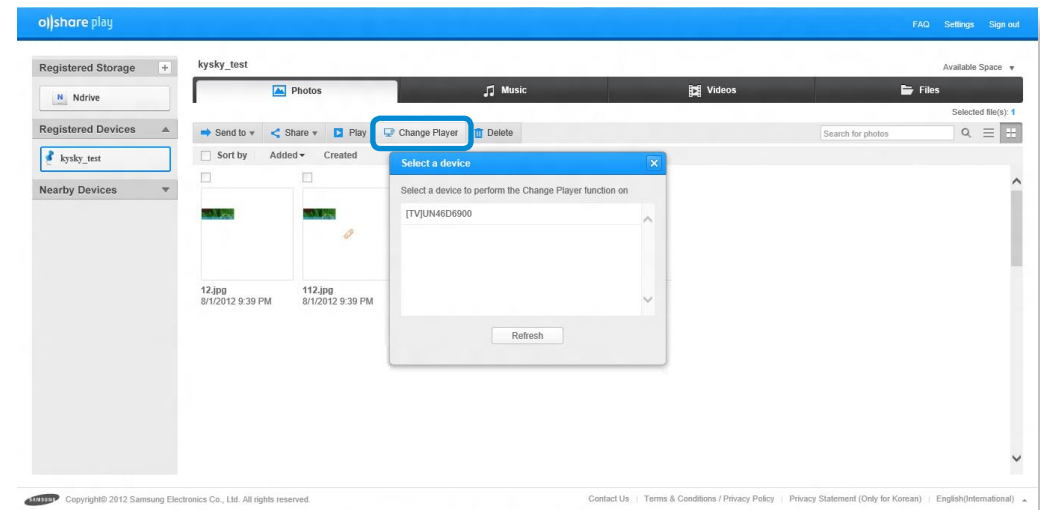 allshare play
FAQ Settings Sign out
Registered Storage +
kysky_test
Available Space
N Ndrive
Photos Music Videos Files
Selected file(s): 1
Registered Devices
Send to Share Play Change Player Delete
Search for photos
kysky_test
Sort by Added Created
Select a device
Nearby Devices
Select a device to perform the Change Player function on
[TV]UN46D6900
12.jpg
8/1/2012 9:39 PM
112.jpg
8/1/2012 9:39 PM
Refresh
SAMSUNG Copyright© 2012 Samsung Electronics Co., Ltd. All rights reserved.
Contact Us | Terms & Conditions / Privacy Policy | Privacy Statement (Only for Korean) | English(International)